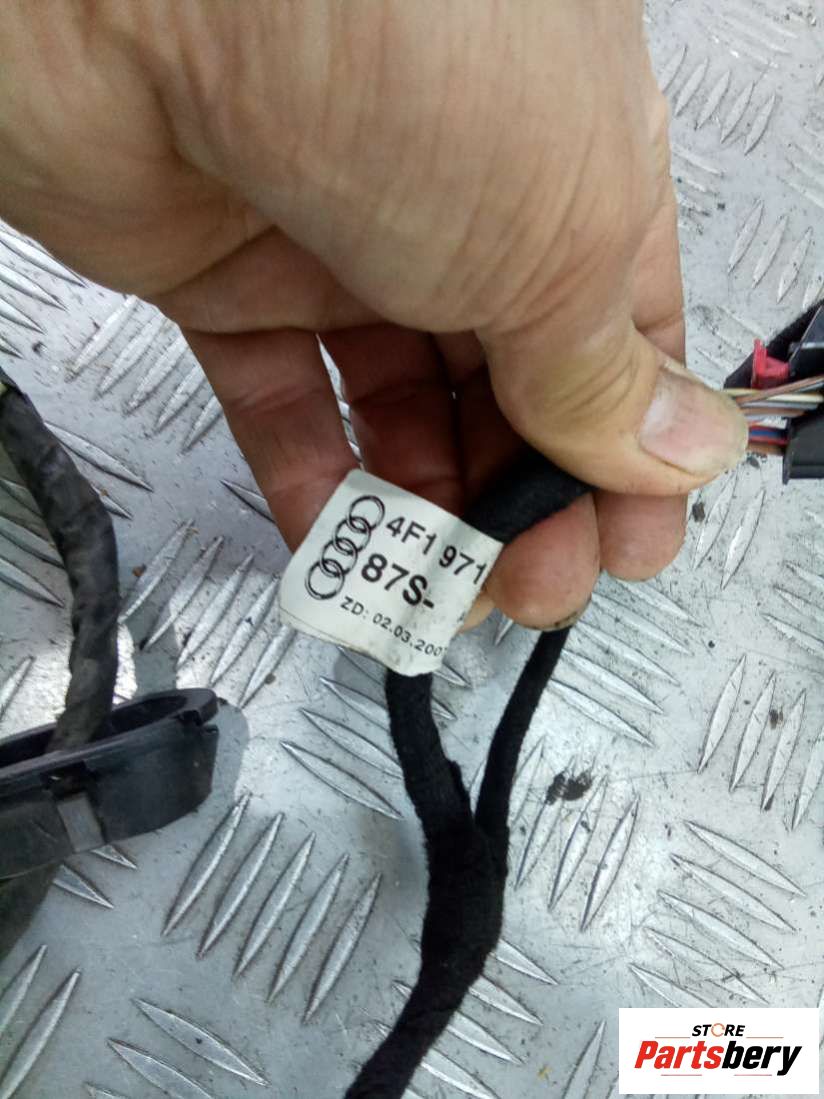 4F1 971
87S-
ZD: 02.03.200
STORE
Partsbery